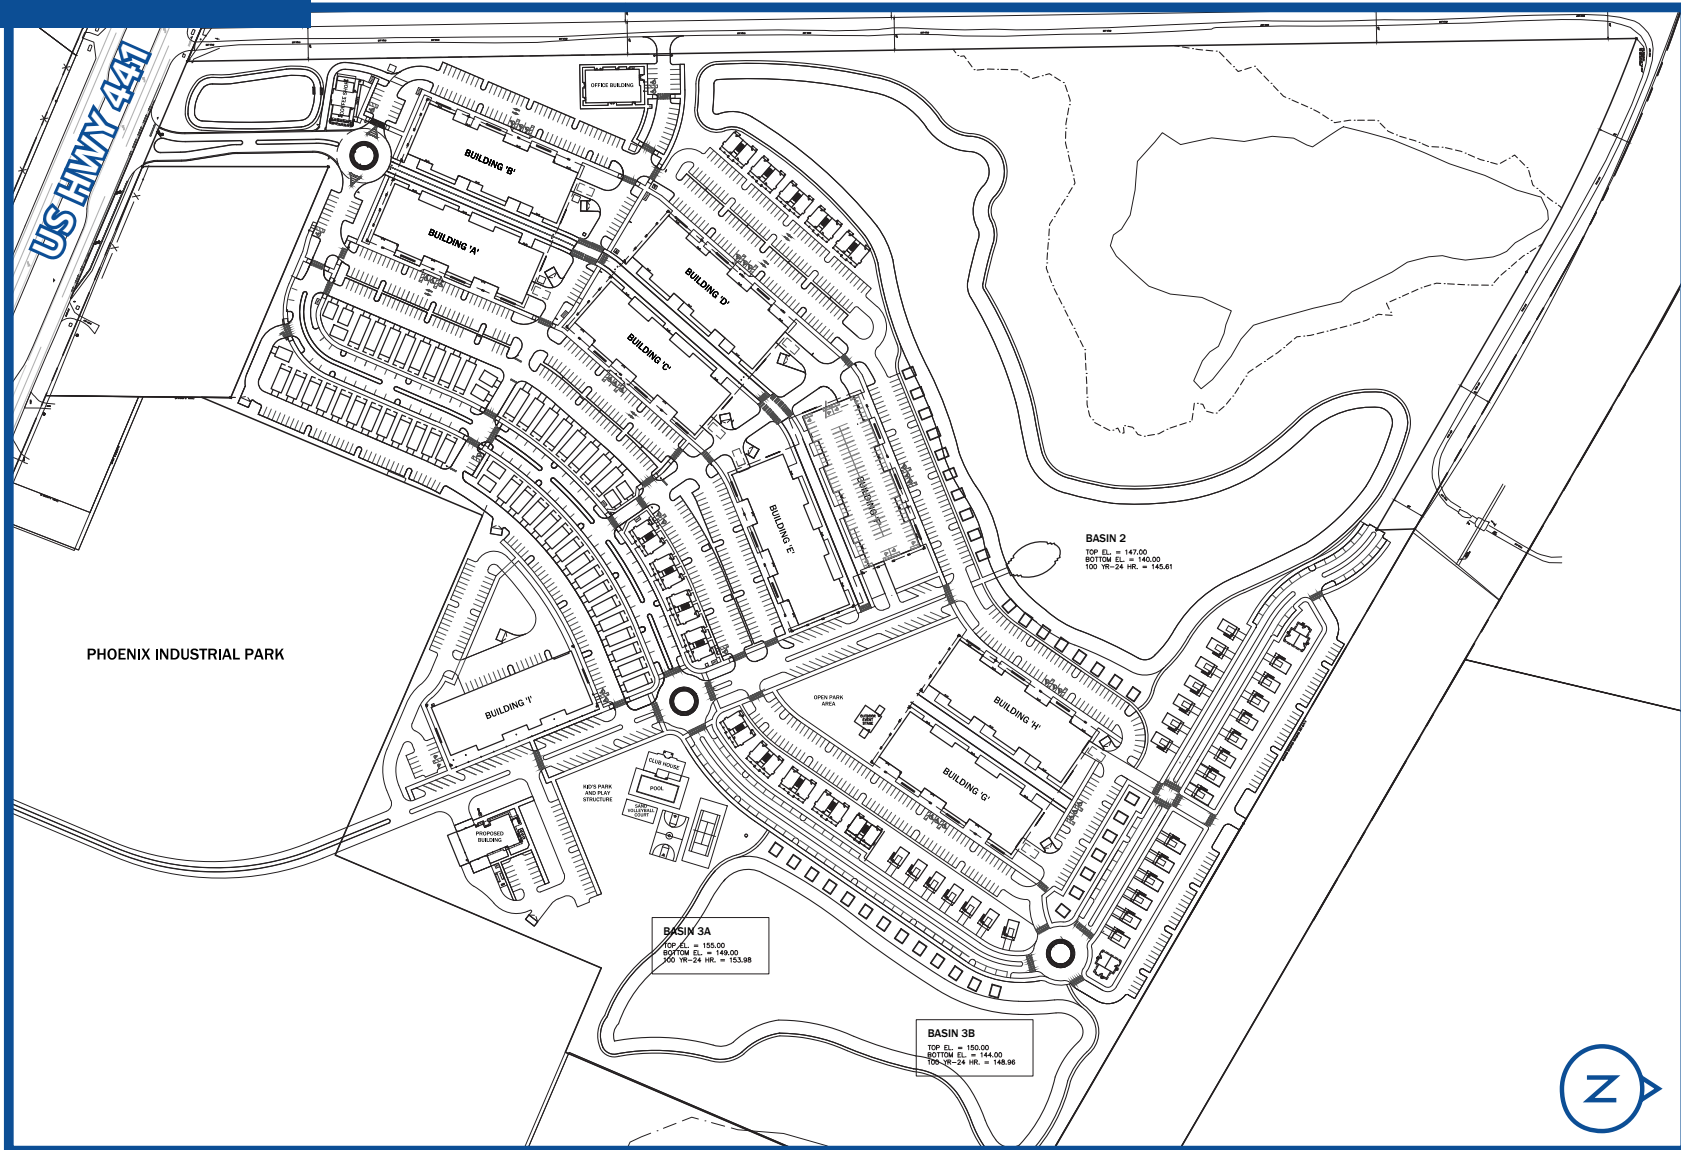 US HWY 441
COFFEE SHOP
OFFICE BUILDING
BUILDING 'B'
BUILDING 'A'
BUILDING 'D'
BUILDING 'C'
BUILDING 'E'
BASIN 2
TOP EL. = 147.00
BOTTOM EL. = 140.00
100 YR-24 HR. = 145.61
PHOENIX INDUSTRIAL PARK
BUILDING 'I'
OPEN PARK
AREA
BUILDING 'H'
BUILDING 'G'
CLUB HOUSE
POOL
SAND
VOLLEYBALL
COURT
KID'S PARK
AND PLAY
STRUCTURE
PROPOSED
BUILDING
BASIN 3A
TOP EL. = 155.00
BOTTOM EL. = 149.00
100 YR-24 HR. = 153.98
BASIN 3B
TOP EL. = 150.00
BOTTOM EL. = 144.00
100 YR-24 HR. = 148.96
N